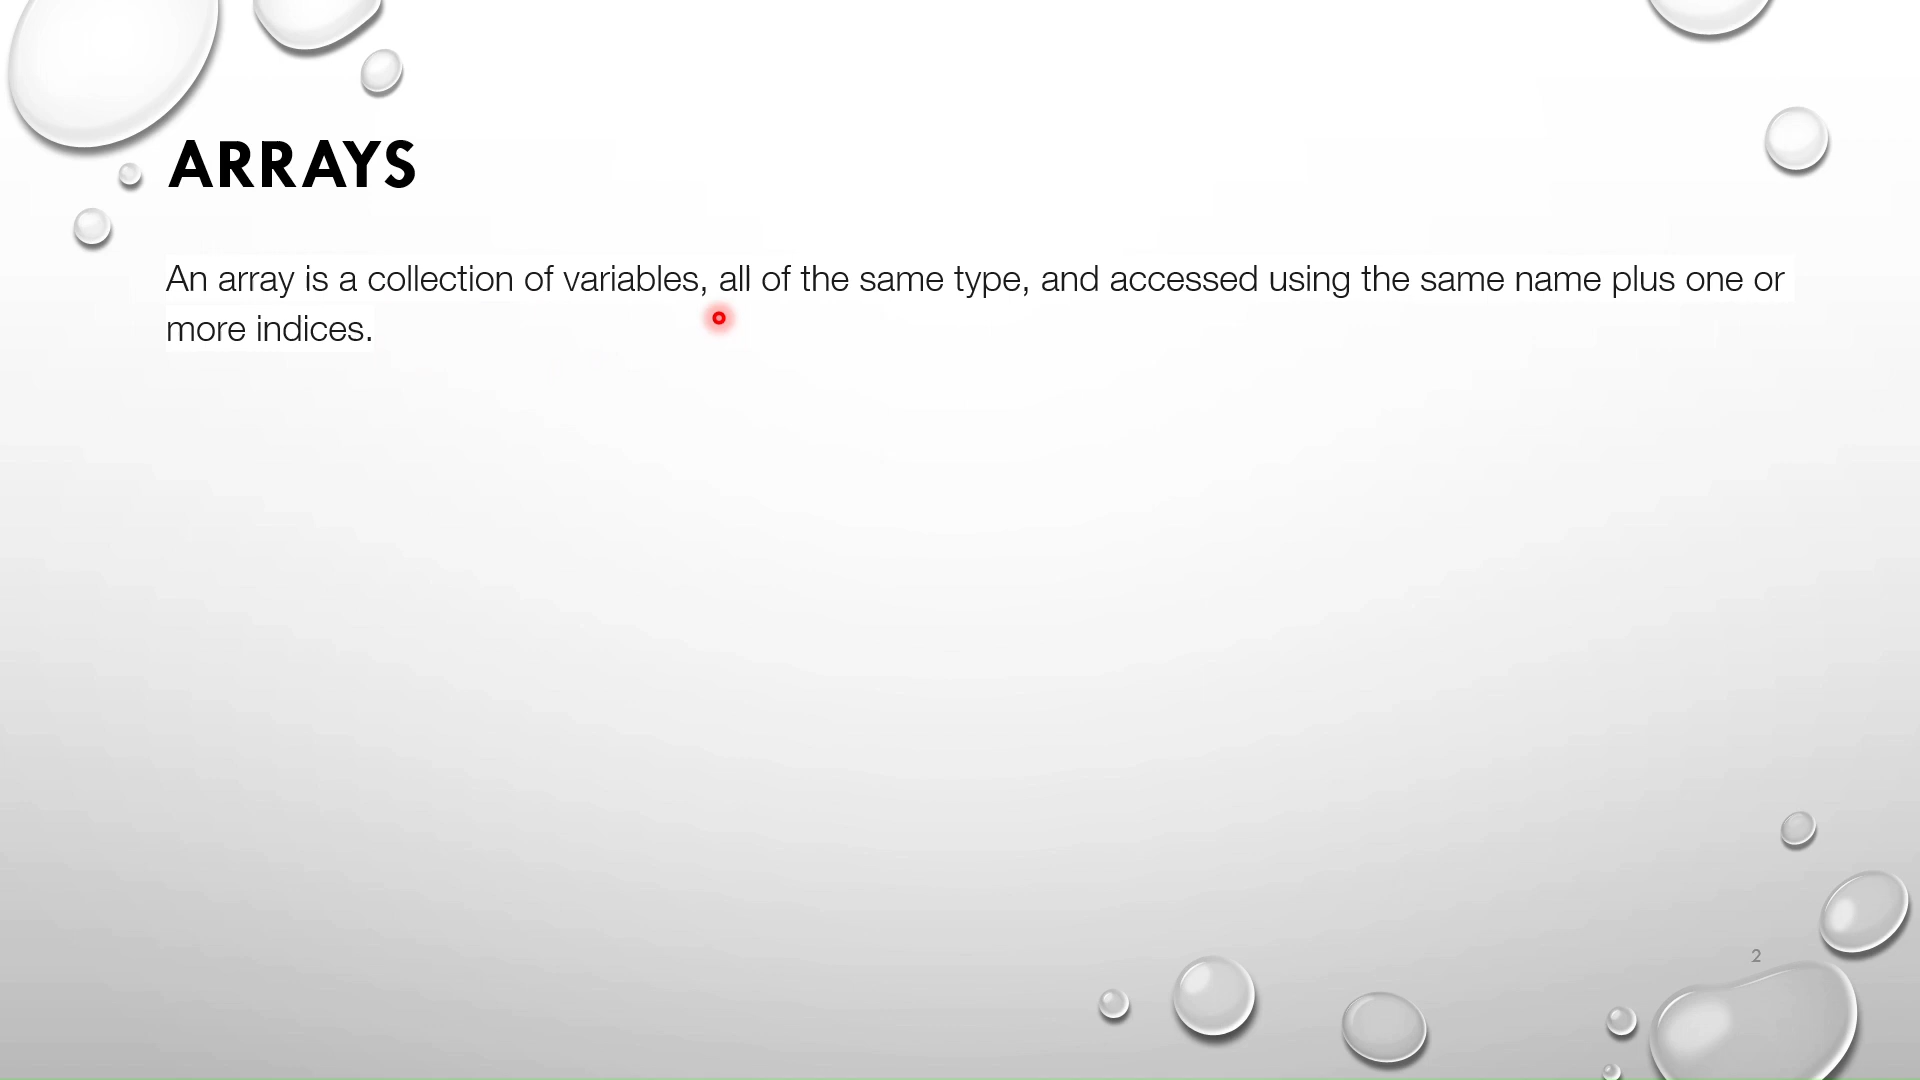 ARRAYS
An array is a collection of variables, all of the same type, and accessed using the same name plus one or
more indices.
2